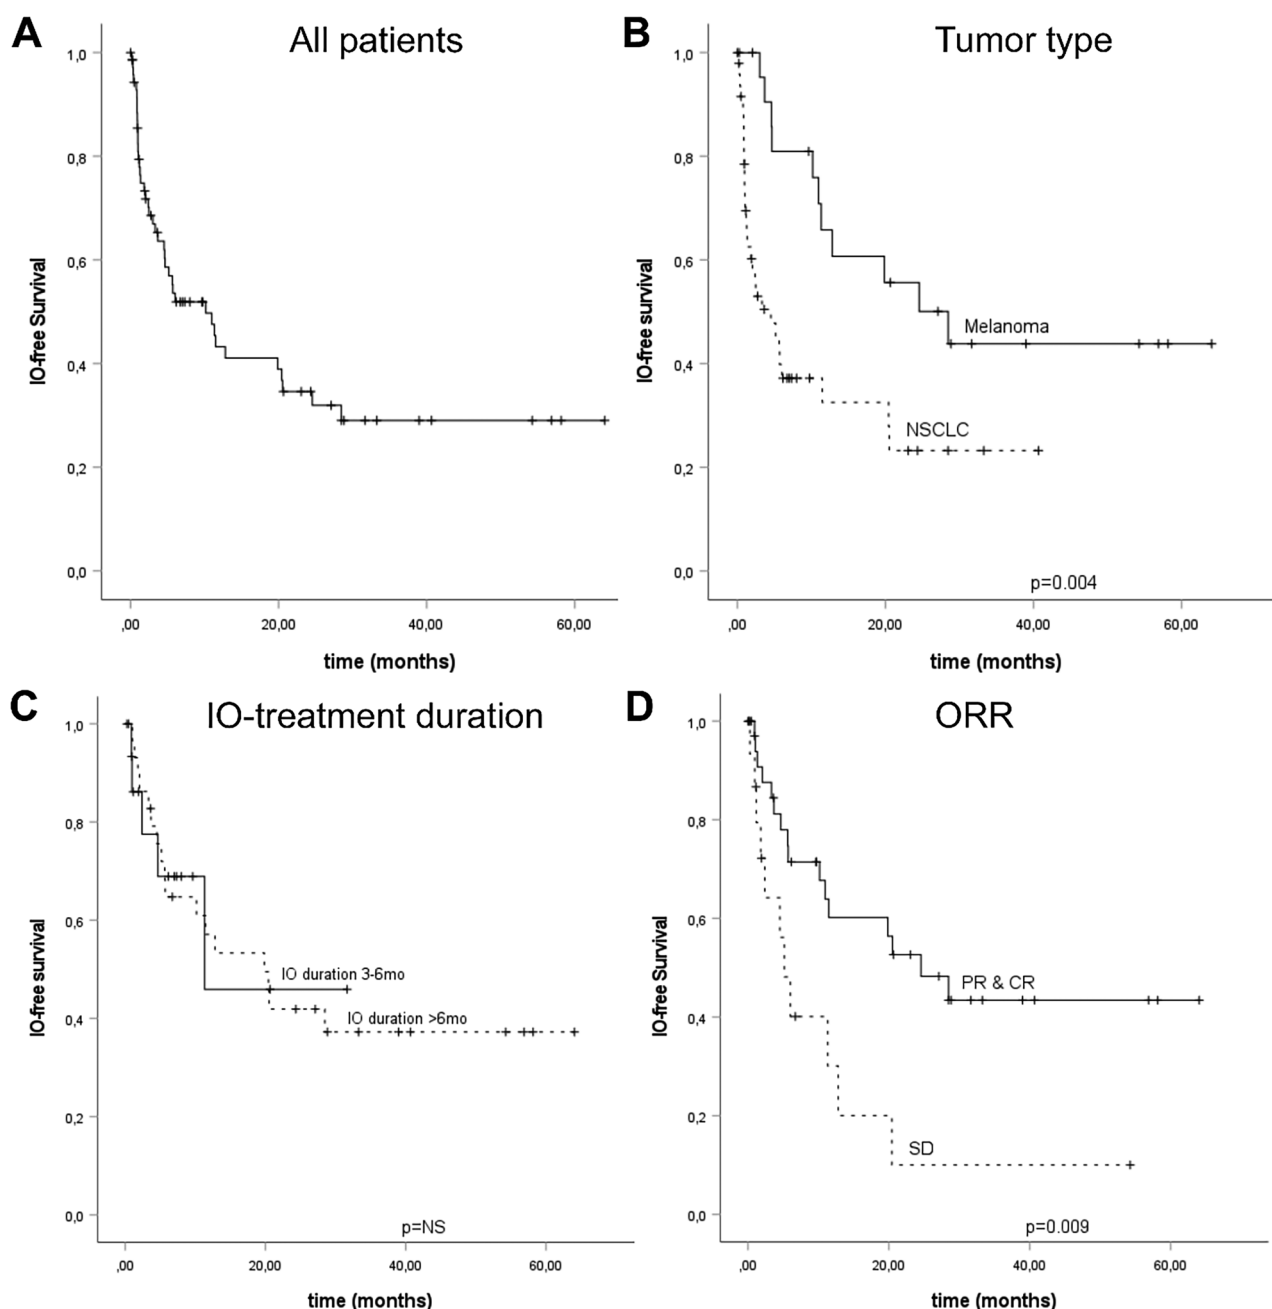 A
All patients
IO-free Survival
1,0
0,8
0,6
0,4
0,2
0,0
,00
20,00
40,00
60,00
time (months)
B
Tumor type
IO-free survival
1,0
0,8
0,6
0,4
0,2
0,0
Melanoma
NSCLC
p=0.004
,00
20,00
40,00
60,00
time (months)
C
IO-treatment duration
IO-free survival
1,0
0,8
0,6
0,4
0,2
0,0
IO duration 3-6mo
IO duration >6mo
p=NS
,00
20,00
40,00
60,00
time (months)
D
ORR
IO-free Survival
1,0
0,8
0,6
0,4
0,2
0,0
PR & CR
SD
p=0.009
,00
20,00
40,00
60,00
time (months)